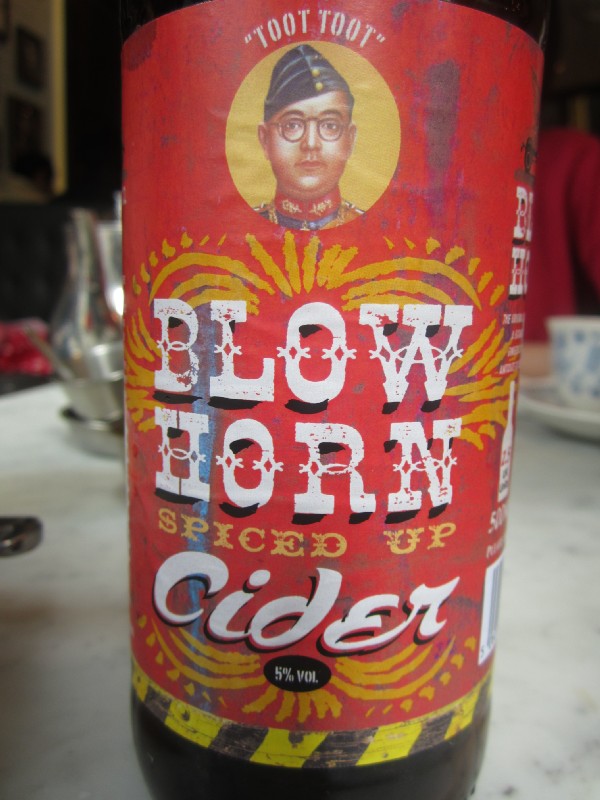 "TOOT TOOT"
BLOW
HORN
SPICED UP
Cider
5% VOL